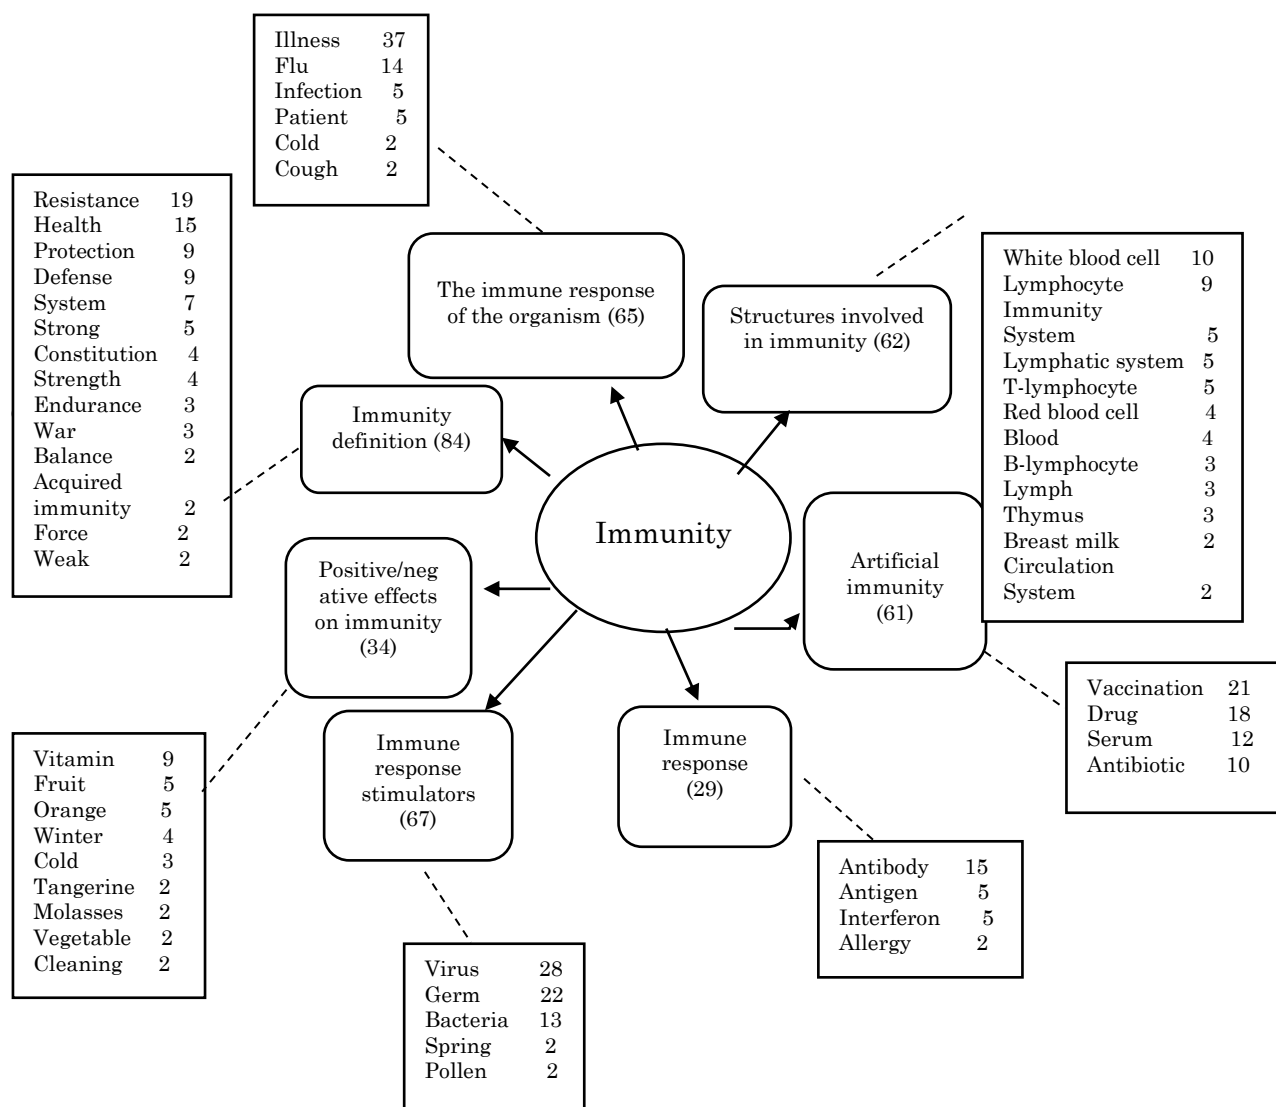 Illness 37
Flu 14
Infection 5
Patient 5
Cold 2
Cough 2
Resistance 19
Health 15
Protection 9
Defense 9
System 7
Strong 5
Constitution 4
Strength 4
Endurance 3
War 3
Balance 2
Acquired
immunity 2
Force 2
Weak 2
The immune response
of the organism (65)
Structures involved
in immunity (62)
White blood cell 10
Lymphocyte 9
Immunity
System 5
Lymphatic system 5
T-lymphocyte 5
Red blood cell 4
Blood 4
B-lymphocyte 3
Lymph 3
Thymus 3
Breast milk 2
Circulation
System 2
Immunity
definition (84)
Immunity
Positive/neg
ative effects
on immunity
(34)
Artificial
immunity
(61)
Vaccination 21
Drug 18
Serum 12
Antibiotic 10
Immune
response
stimulators
(67)
Immune
response
(29)
Vitamin 9
Fruit 5
Orange 5
Winter 4
Cold 3
Tangerine 2
Molasses 2
Vegetable 2
Cleaning 2
Antibody 15
Antigen 5
Interferon 5
Allergy 2
Virus 28
Germ 22
Bacteria 13
Spring 2
Pollen 2